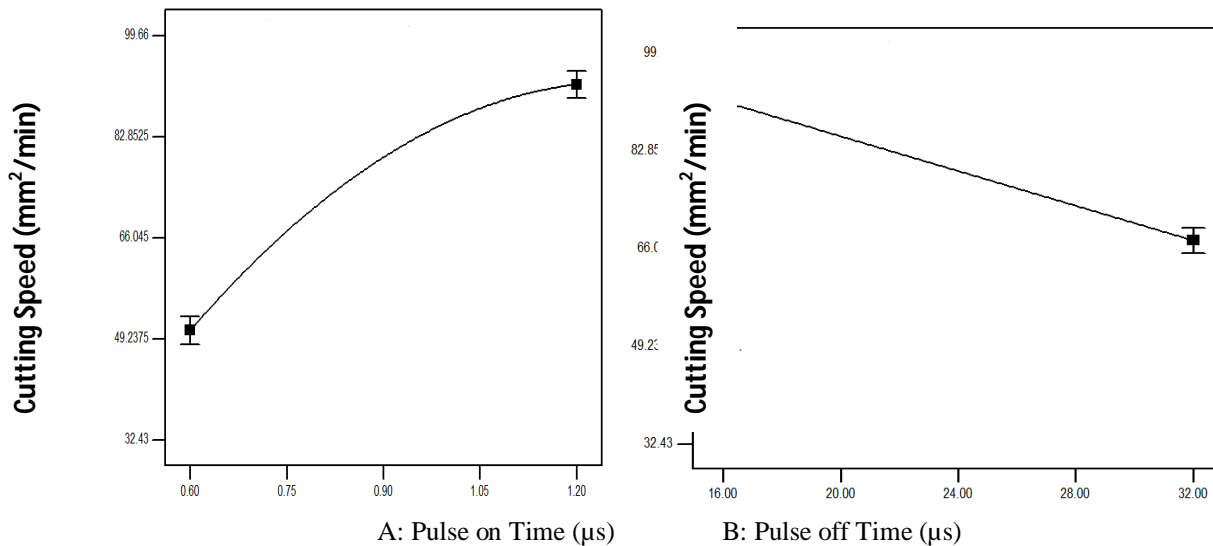 Cutting Speed (mm²/min)
99.66
82.8525
66.045
49.2375
32.43
0.60 0.75 0.90 1.05 1.20
A: Pulse on Time (µs)
Cutting Speed (mm²/min)
99
82.85
66.0
49.23
32.43
16.00 20.00 24.00 28.00 32.00
B: Pulse off Time (µs)